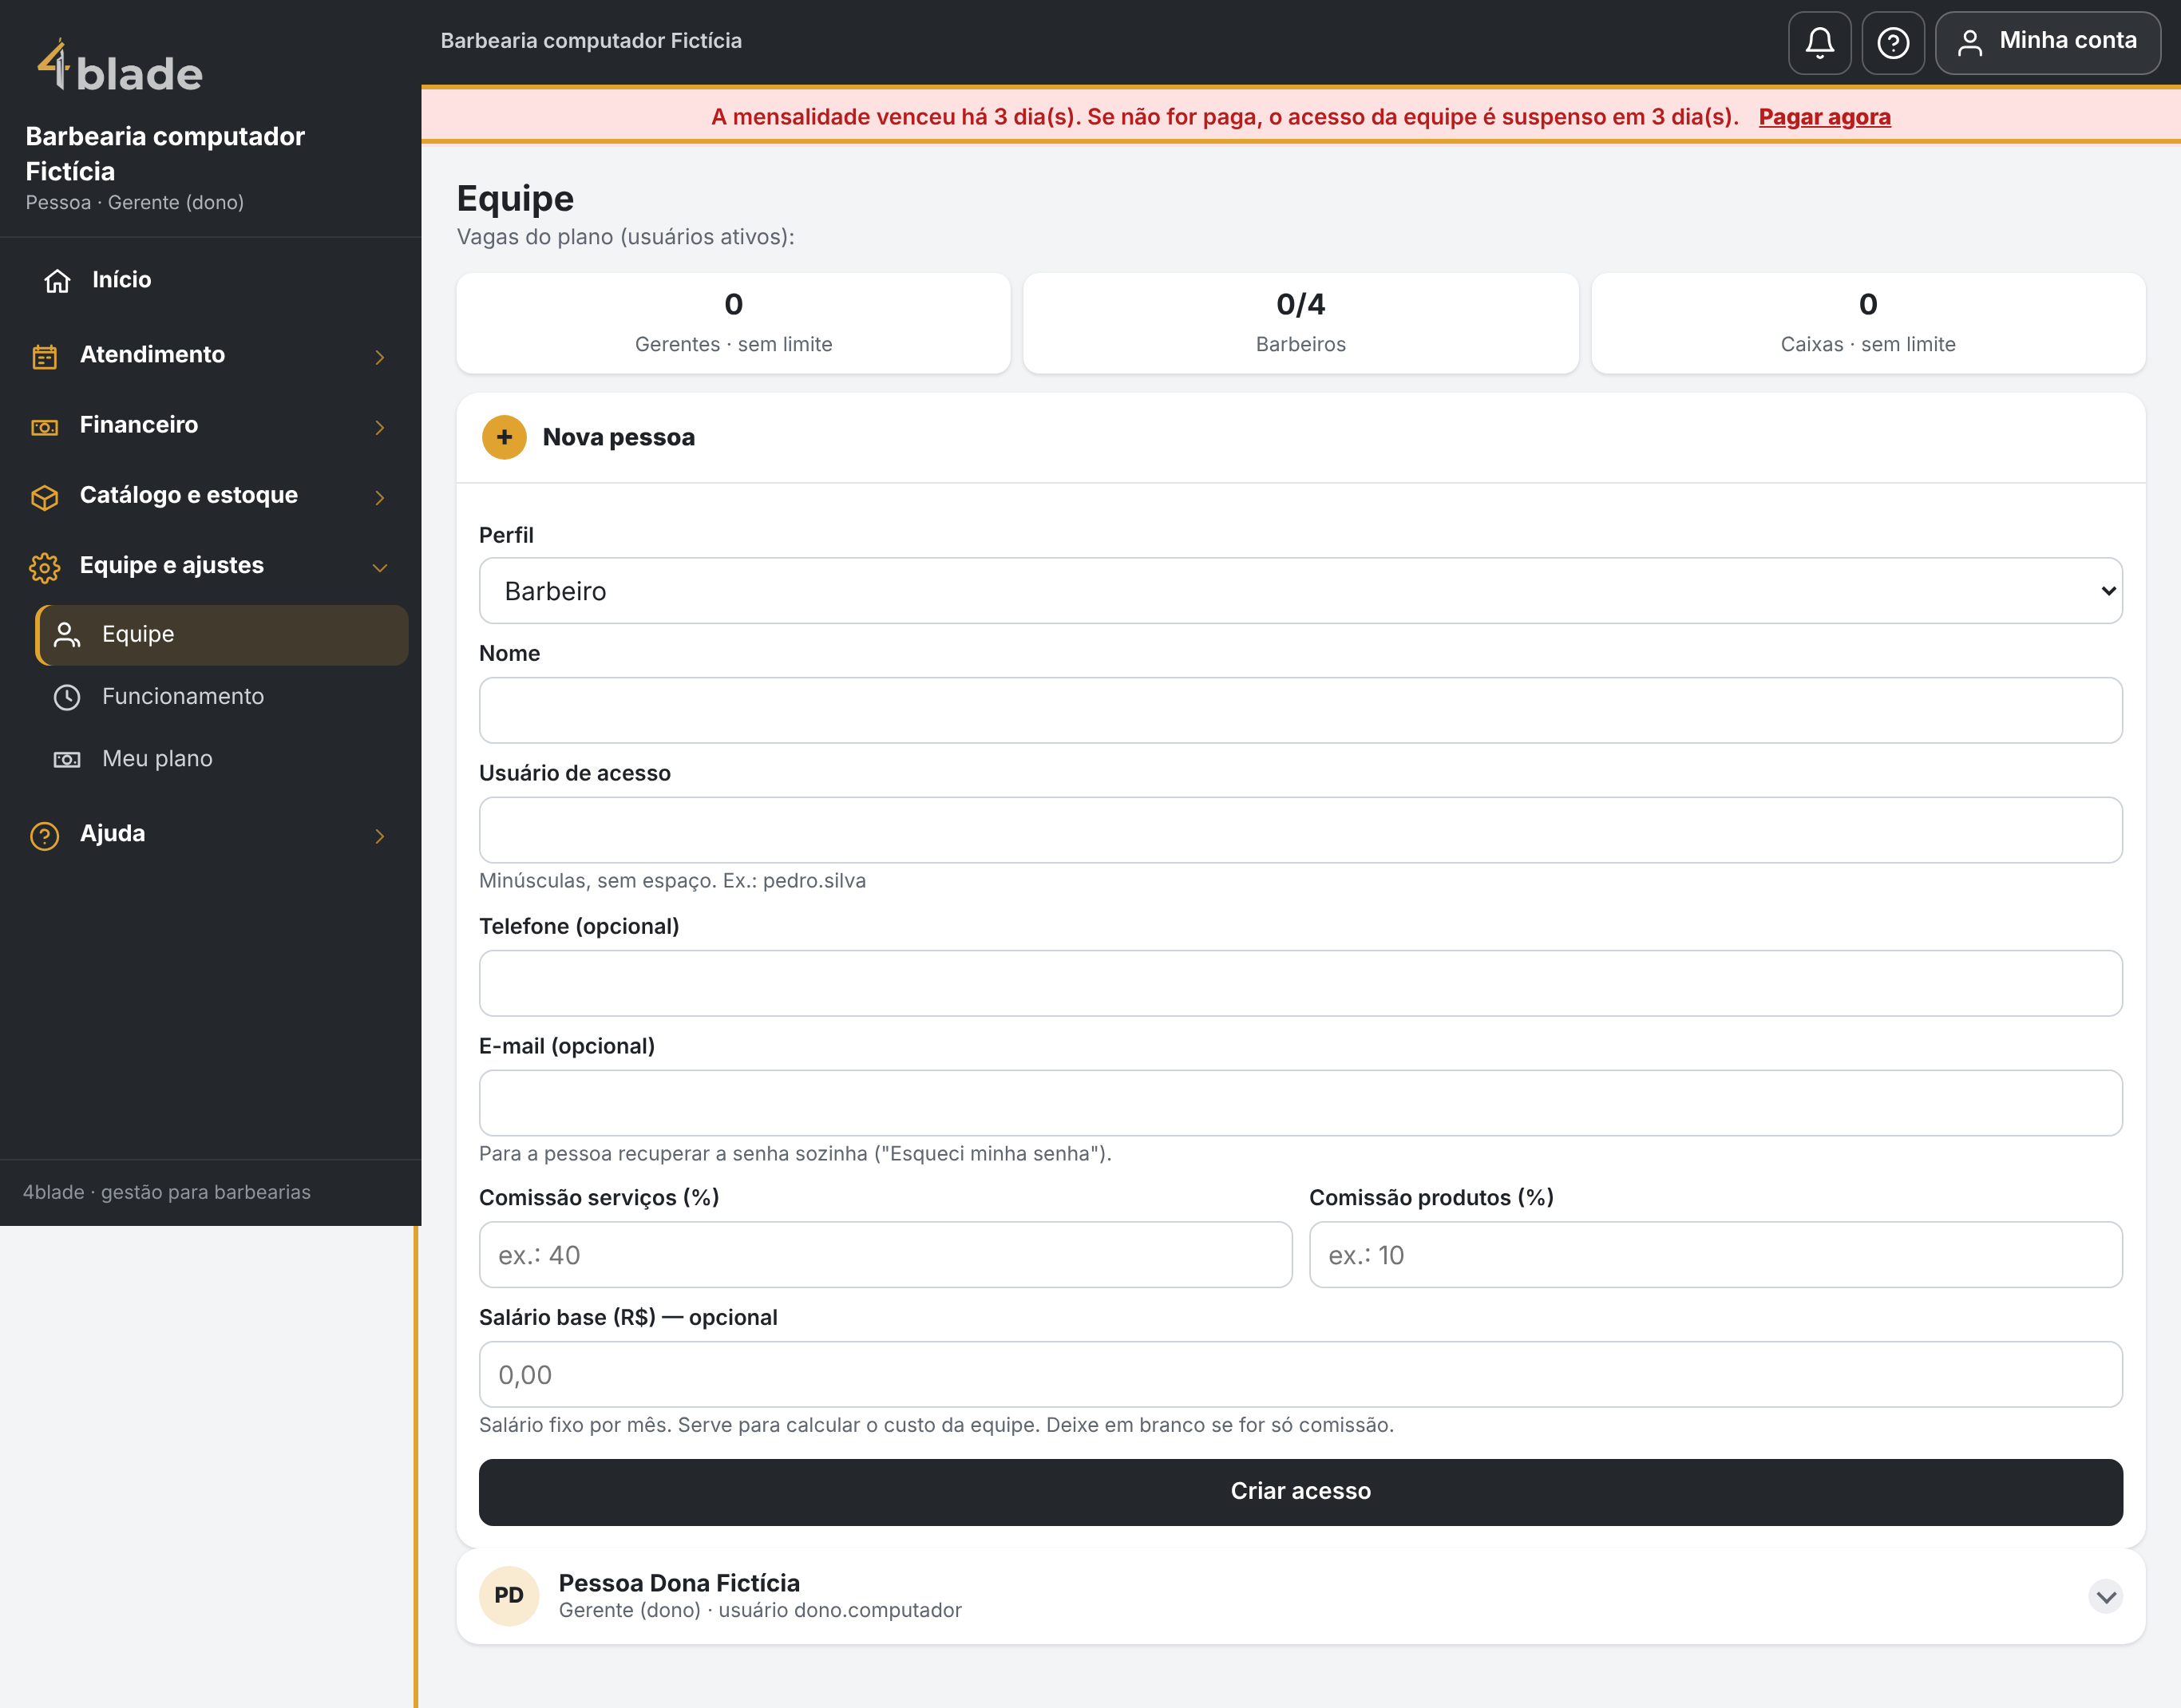 4blade
Barbearia computador
Fictícia
Pessoa · Gerente (dono)
Início
Atendimento
Financeiro
Catálogo e estoque
Equipe e ajustes
Equipe
Funcionamento
Meu plano
Ajuda
4blade · gestão para barbearias
Barbearia computador Fictícia
Minha conta
A mensalidade venceu há 3 dia(s). Se não for paga, o acesso da equipe é suspenso em 3 dia(s). Pagar agora
Equipe
Vagas do plano (usuários ativos):
0
Gerentes · sem limite
0/4
Barbeiros
0
Caixas · sem limite
+ Nova pessoa
Perfil
Barbeiro
Nome
Usuário de acesso
Minúsculas, sem espaço. Ex.: pedro.silva
Telefone (opcional)
E-mail (opcional)
Para a pessoa recuperar a senha sozinha ("Esqueci minha senha").
Comissão serviços (%)
ex.: 40
Comissão produtos (%)
ex.: 10
Salário base (R$) — opcional
0,00
Salário fixo por mês. Serve para calcular o custo da equipe. Deixe em branco se for só comissão.
Criar acesso
PD
Pessoa Dona Fictícia
Gerente (dono) · usuário dono.computador